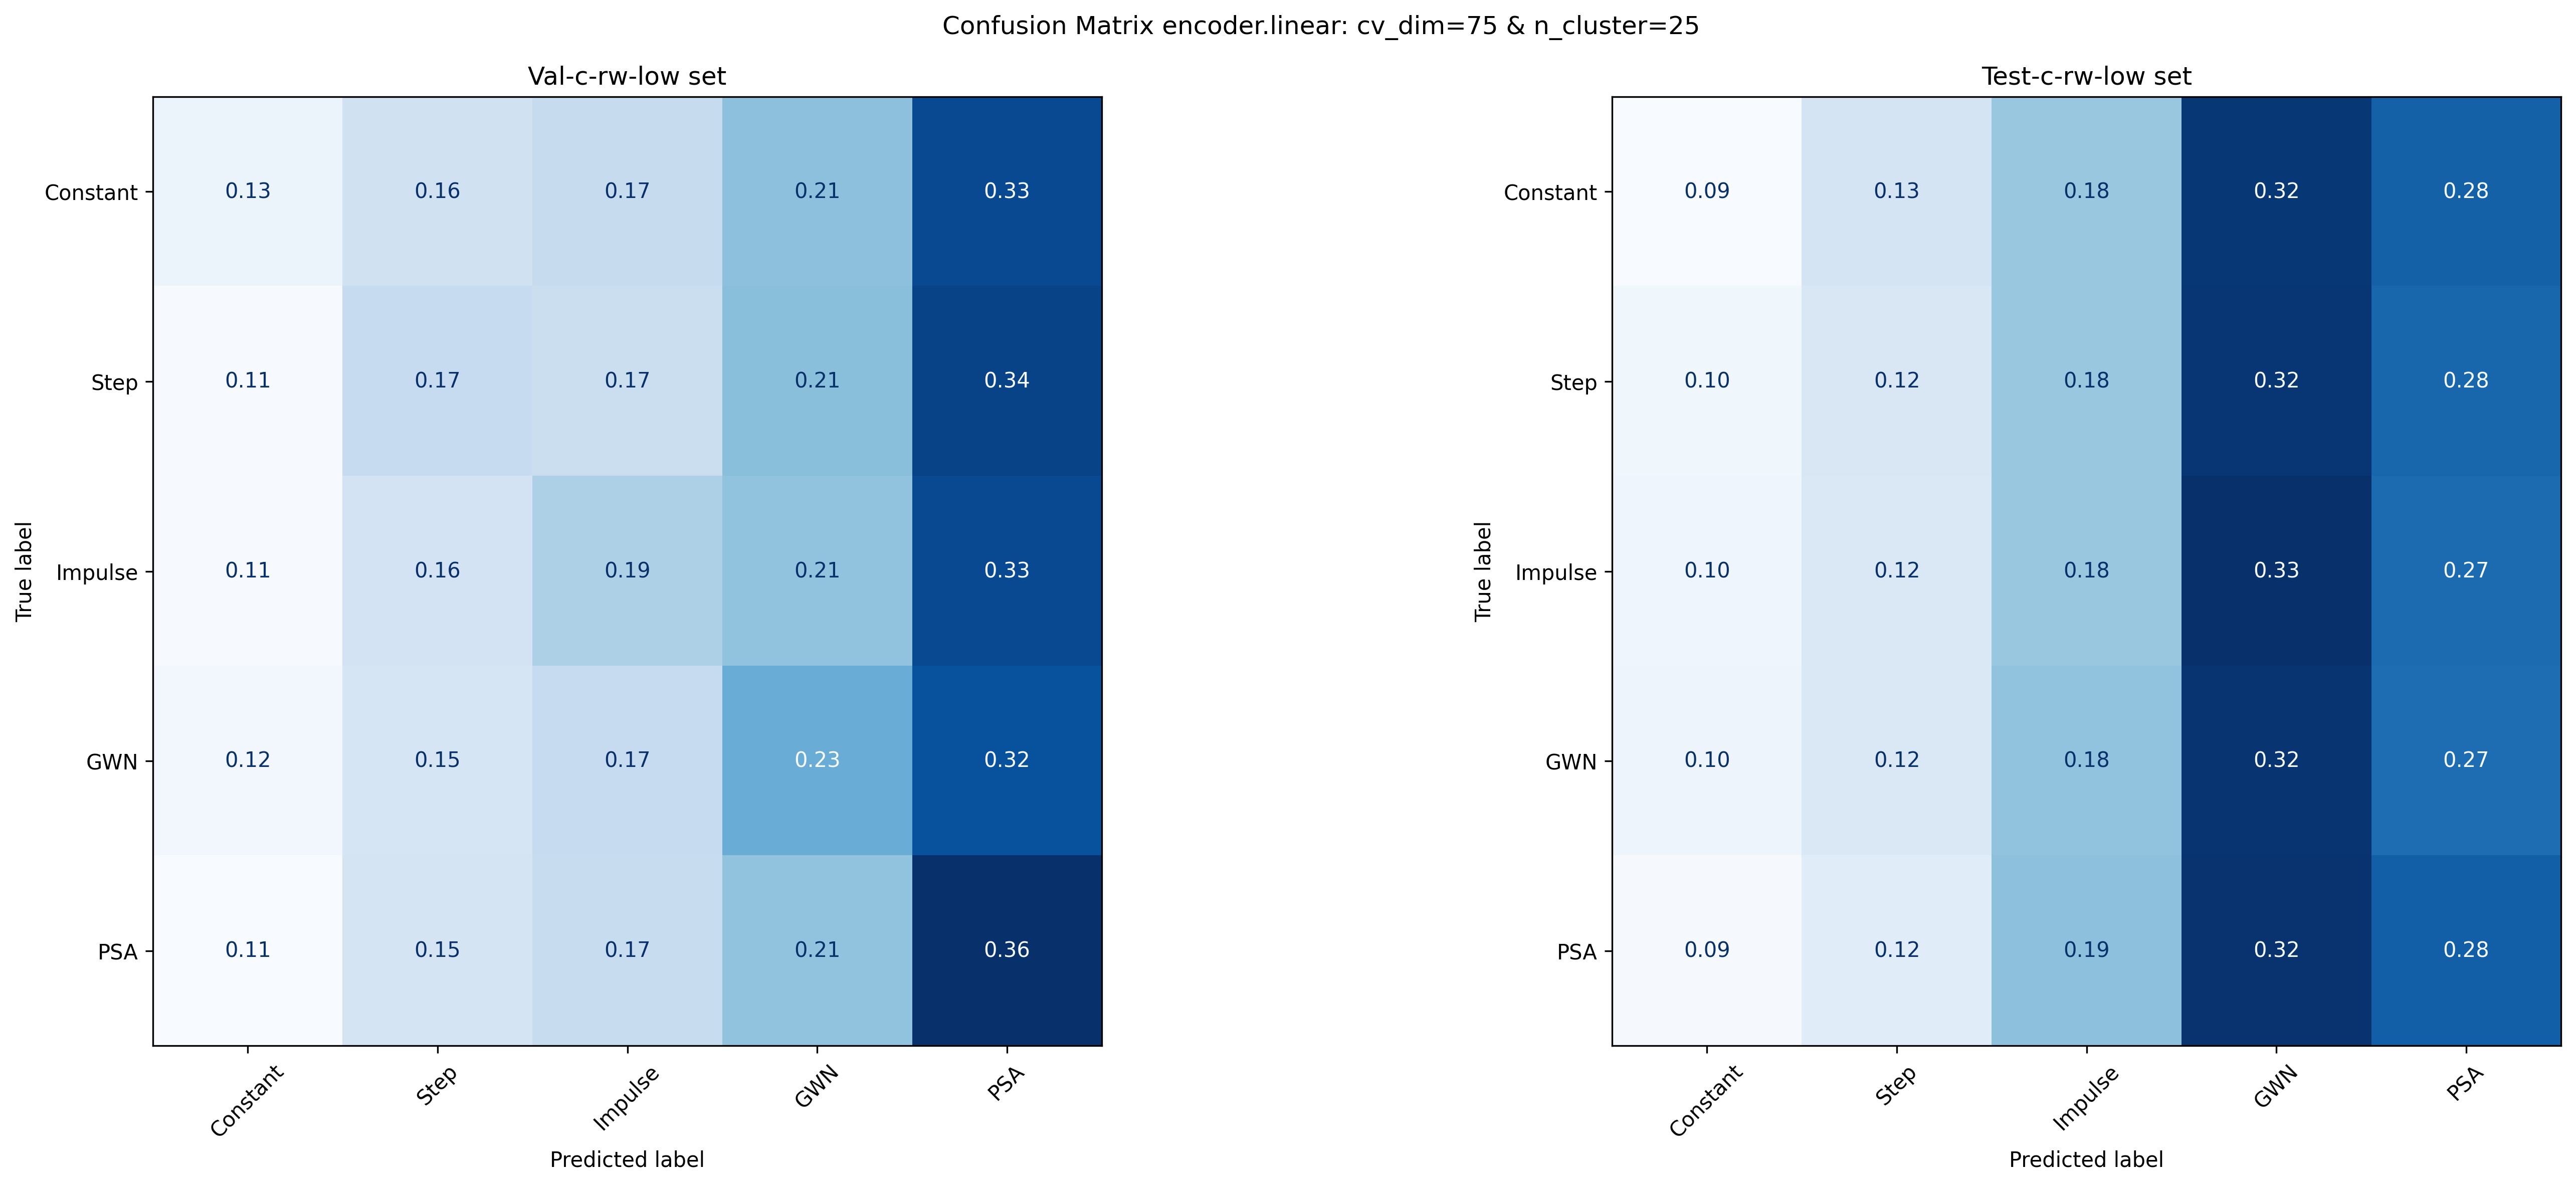 Confusion Matrix encoder.linear: cv_dim=75 & n_cluster=25
Val-c-rw-low set
True label
Constant 0.13 0.16 0.17 0.21 0.33
Step 0.11 0.17 0.17 0.21 0.34
Impulse 0.11 0.16 0.19 0.21 0.33
GWN 0.12 0.15 0.17 0.23 0.32
PSA 0.11 0.15 0.17 0.21 0.36
Constant Step Impulse GWN PSA
Predicted label
Test-c-rw-low set
True label
Constant 0.09 0.13 0.18 0.32 0.28
Step 0.10 0.12 0.18 0.32 0.28
Impulse 0.10 0.12 0.18 0.33 0.27
GWN 0.10 0.12 0.18 0.32 0.27
PSA 0.09 0.12 0.19 0.32 0.28
Constant Step Impulse GWN PSA
Predicted label